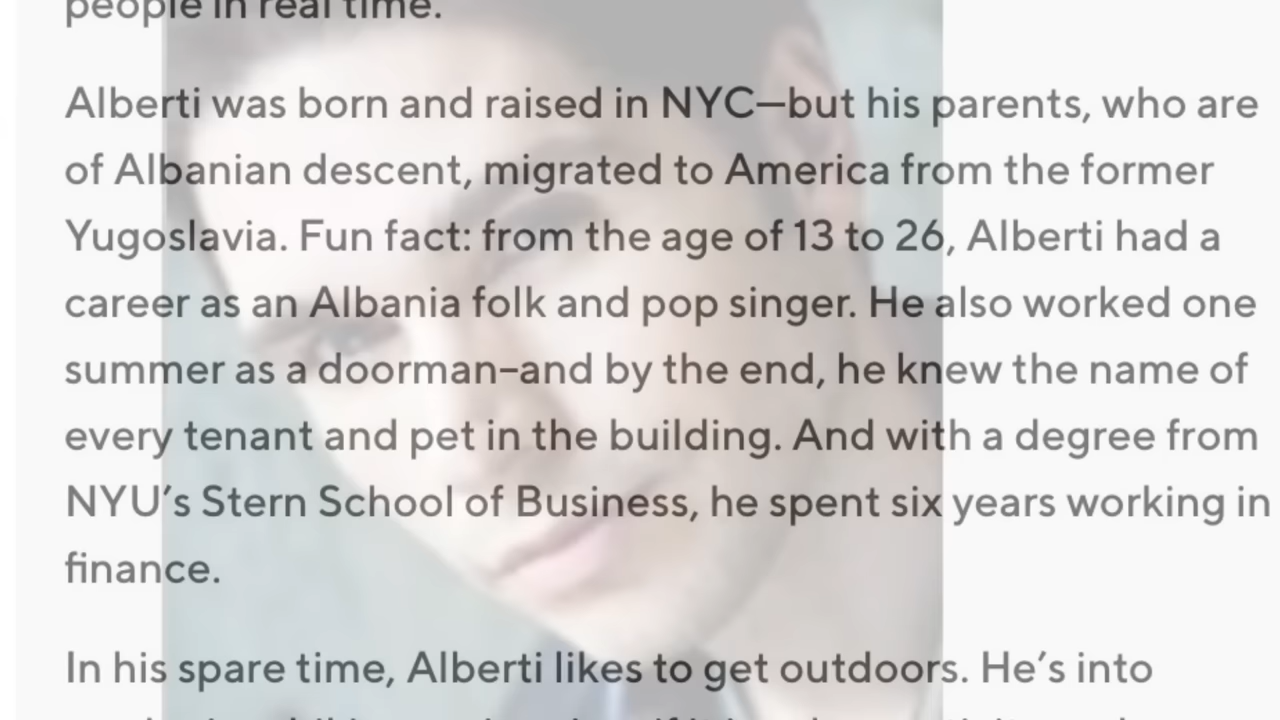 people in real time.
Alberti was born and raised in NYC—but his parents, who are
of Albanian descent, migrated to America from the former
Yugoslavia. Fun fact: from the age of 13 to 26, Alberti had a
career as an Albania folk and pop singer. He also worked one
summer as a doorman–and by the end, he knew the name of
every tenant and pet in the building. And with a degree from
NYU’s Stern School of Business, he spent six years working in
finance.
In his spare time, Alberti likes to get outdoors. He’s into